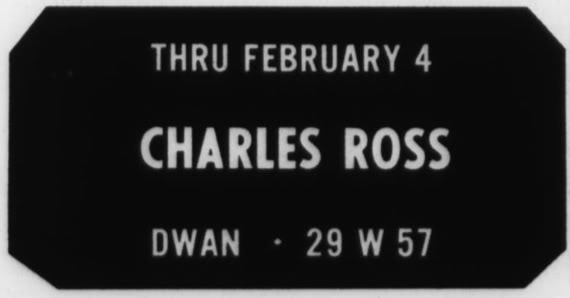 THRU FEBRUARY 4
CHARLES ROSS
DWAN · 29 W 57